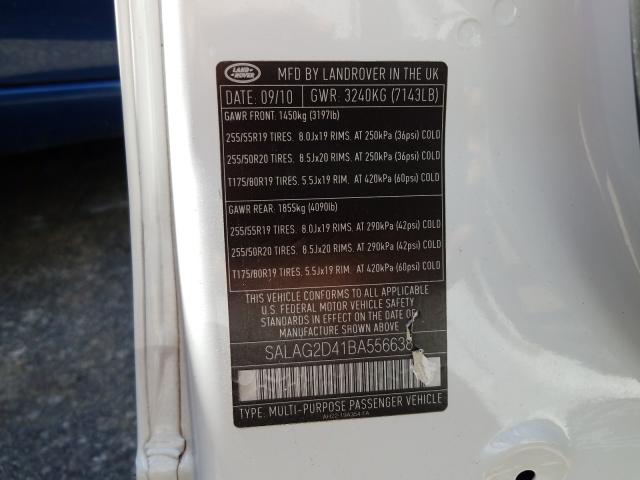 LAND
ROVER
MFD BY LANDROVER IN THE UK
DATE: 09/10 GWR: 3240KG (7143LB)
GAWR FRONT: 1450kg (3197lb)
255/55R19 TIRES. 8.0Jx19 RIMS. AT 250kPa (36psi) COLD
255/50R20 TIRES. 8.5Jx20 RIMS. AT 250kPa (36psi) COLD
T175/80R19 TIRES. 5.5Jx19 RIM. AT 420kPa (60psi) COLD
GAWR REAR: 1855kg (4090lb)
255/55R19 TIRES. 8.0Jx19 RIMS. AT 290kPa (42psi) COLD
255/50R20 TIRES. 8.5Jx20 RIMS. AT 290kPa (42psi) COLD
T175/80R19 TIRES. 5.5Jx19 RIM. AT 420kPa (60psi) COLD
THIS VEHICLE CONFORMS TO ALL APPLICABLE
U.S. FEDERAL MOTOR VEHICLE SAFETY
STANDARDS IN EFFECT ON THE DATE OF
MANUFACTURE SHOWN ABOVE.
SALAG2D41BA556638
TYPE: MULTI-PURPOSE PASSENGER VEHICLE
AH22-19A354-FA